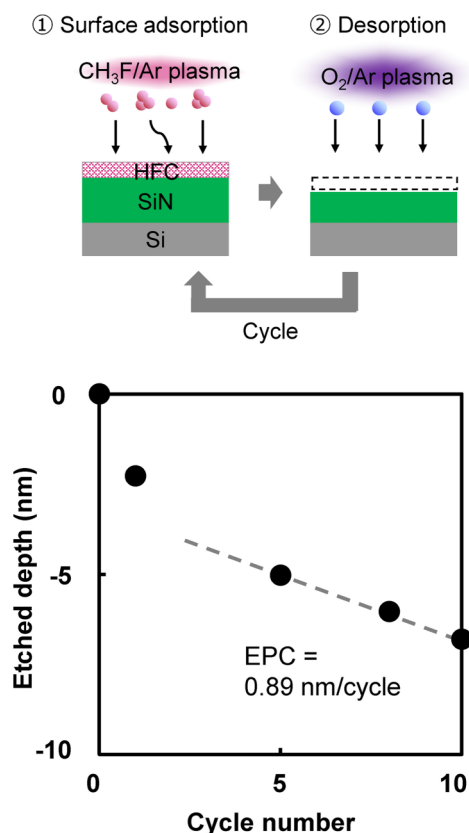 ① Surface adsorption
② Desorption
CH₃F/Ar plasma
O₂/Ar plasma
HFC
SiN
Si
Cycle
0
-5
-10
Etched depth (nm)
EPC =
0.89 nm/cycle
0
5
10
Cycle number